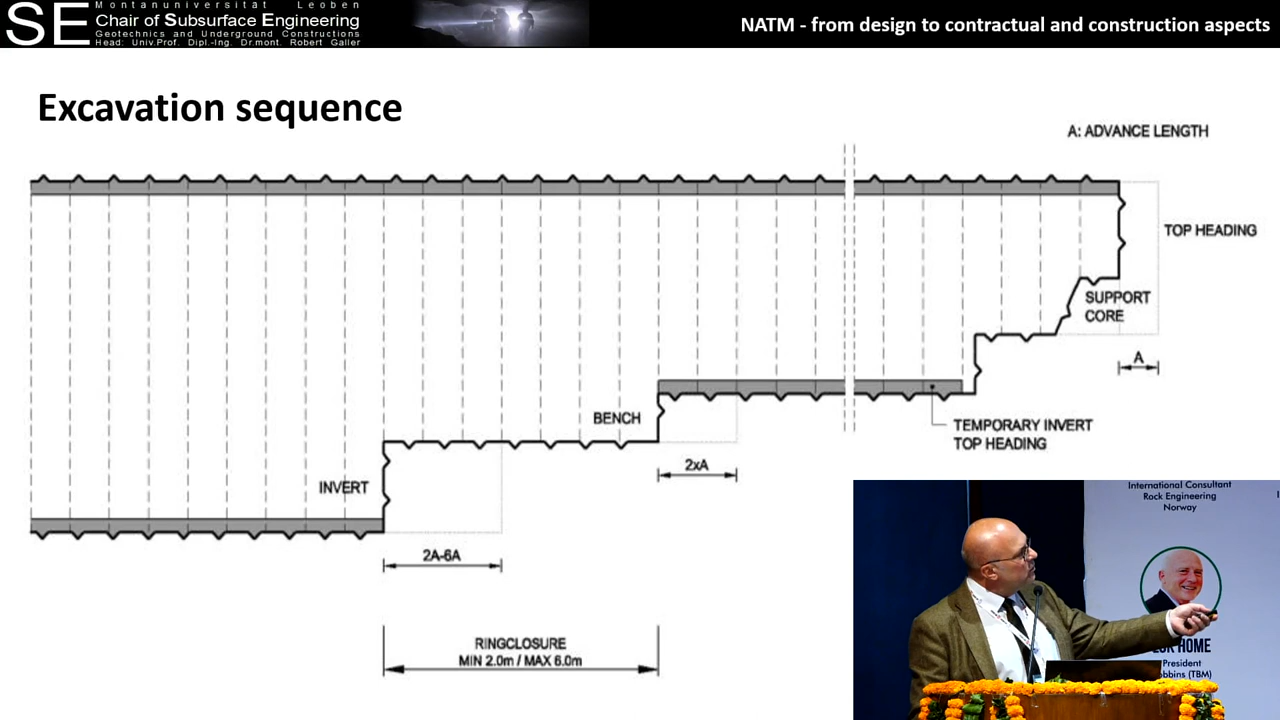 SE
Montanuniversität Leoben
Chair of Subsurface Engineering
Geotechnics and Underground Constructions
Head: Univ.Prof. Dipl.-Ing. Dr.mont. Robert Galler
NATM - from design to contractual and construction aspects
Excavation sequence
A: ADVANCE LENGTH
TOP HEADING
SUPPORT
CORE
A
BENCH
TEMPORARY INVERT
TOP HEADING
2xA
INVERT
2A-6A
RINGCLOSURE
MIN 2.0m / MAX 6.0m
International Consultant
Rock Engineering
Norway
HOME
President
(TBM)